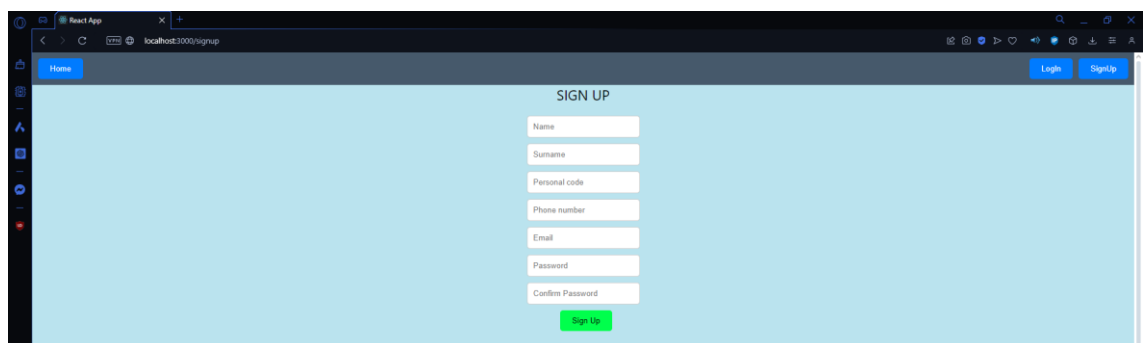 React App
VPN localhost:3000/signup
Home LogIn SignUp
SIGN UP
Name
Surname
Personal code
Phone number
Email
Password
Confirm Password
Sign Up